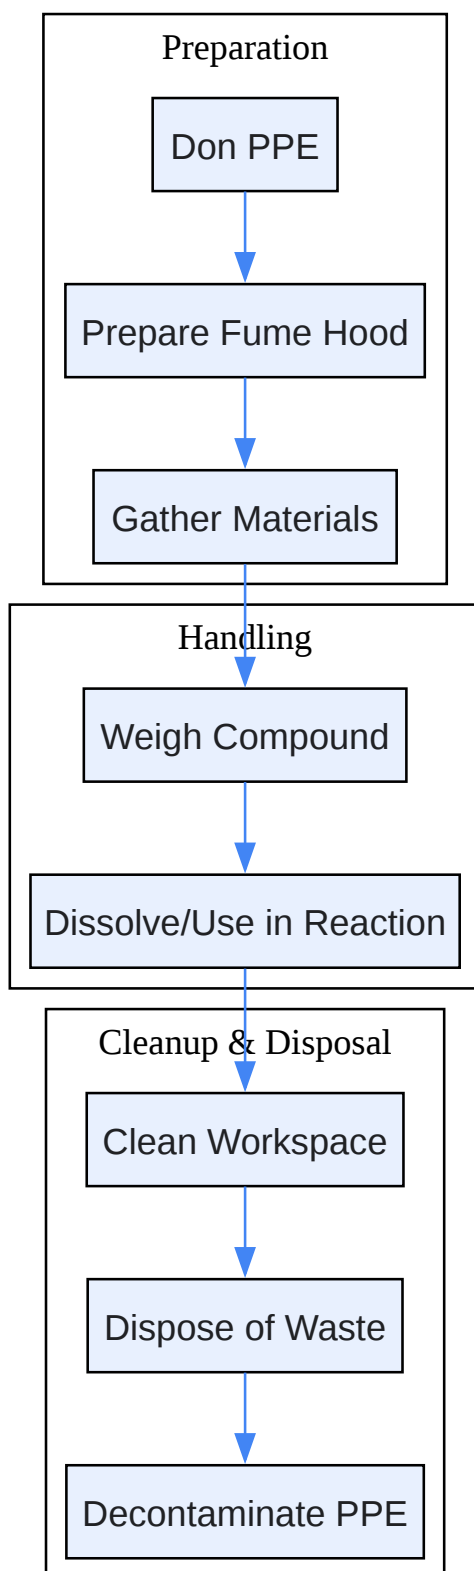 Preparation
Don PPE
Prepare Fume Hood
Gather Materials
Handling
Weigh Compound
Dissolve/Use in Reaction
Cleanup & Disposal
Clean Workspace
Dispose of Waste
Decontaminate PPE